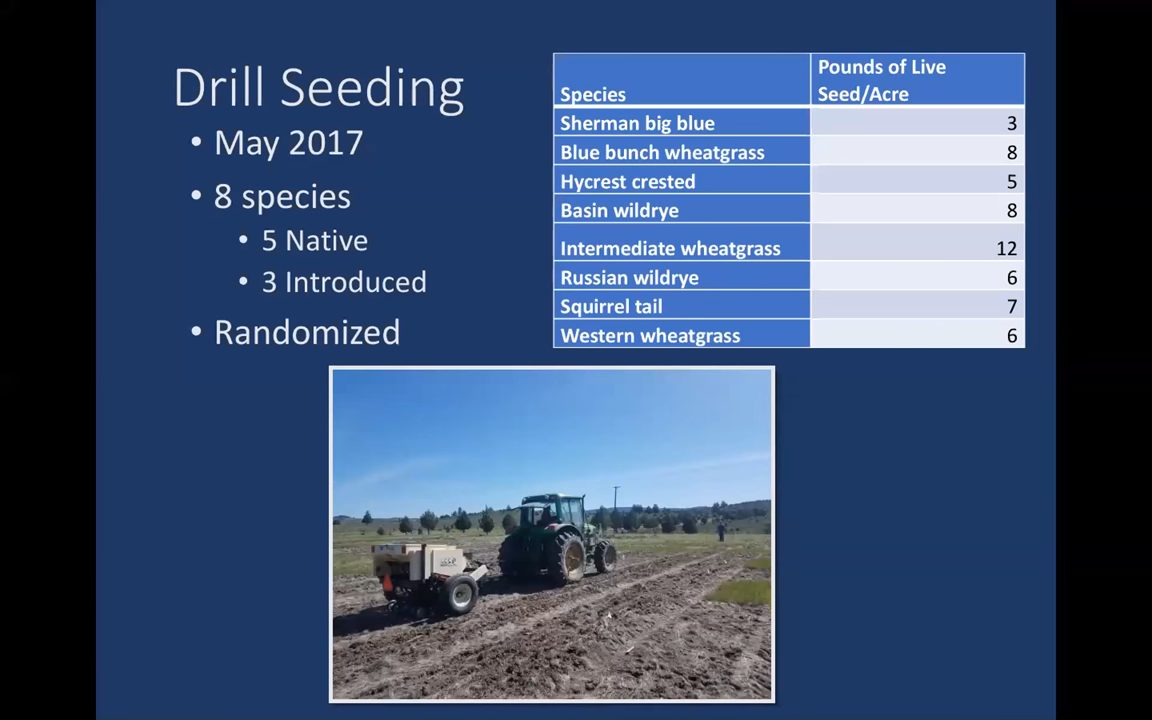 Drill Seeding
• May 2017
• 8 species
• 5 Native
• 3 Introduced
• Randomized
Species Pounds of Live Seed/Acre
Sherman big blue 3
Blue bunch wheatgrass 8
Hycrest crested 5
Basin wildrye 8
Intermediate wheatgrass 12
Russian wildrye 6
Squirrel tail 7
Western wheatgrass 6